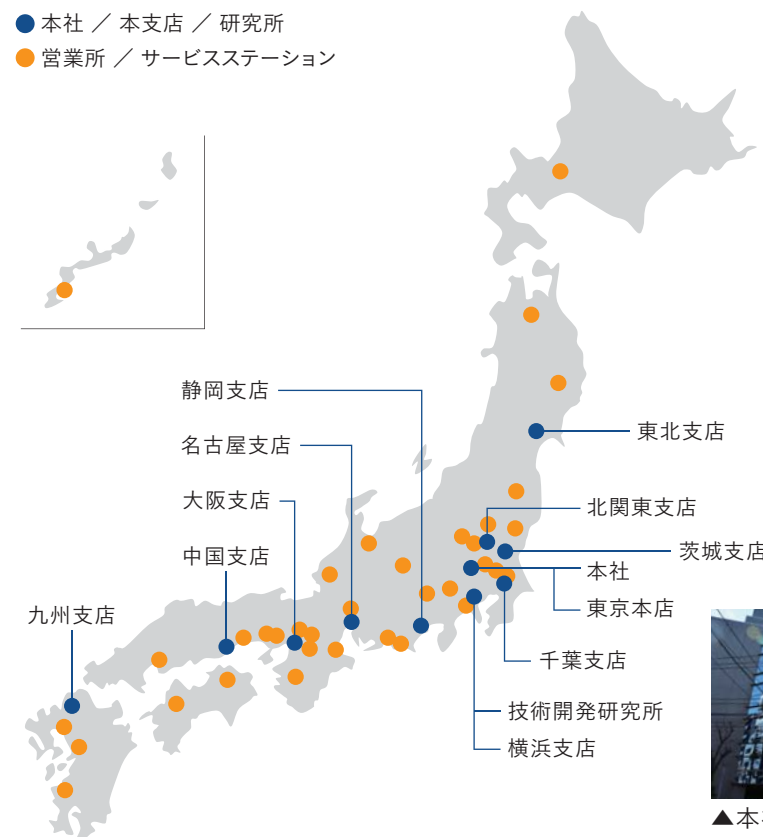 本社 ／ 本支店 ／ 研究所
営業所 ／ サービスステーション
静岡支店
名古屋支店
大阪支店
中国支店
九州支店
東北支店
北関東支店
茨城支店
本社
東京本店
千葉支店
技術開発研究所
横浜支店
▲本